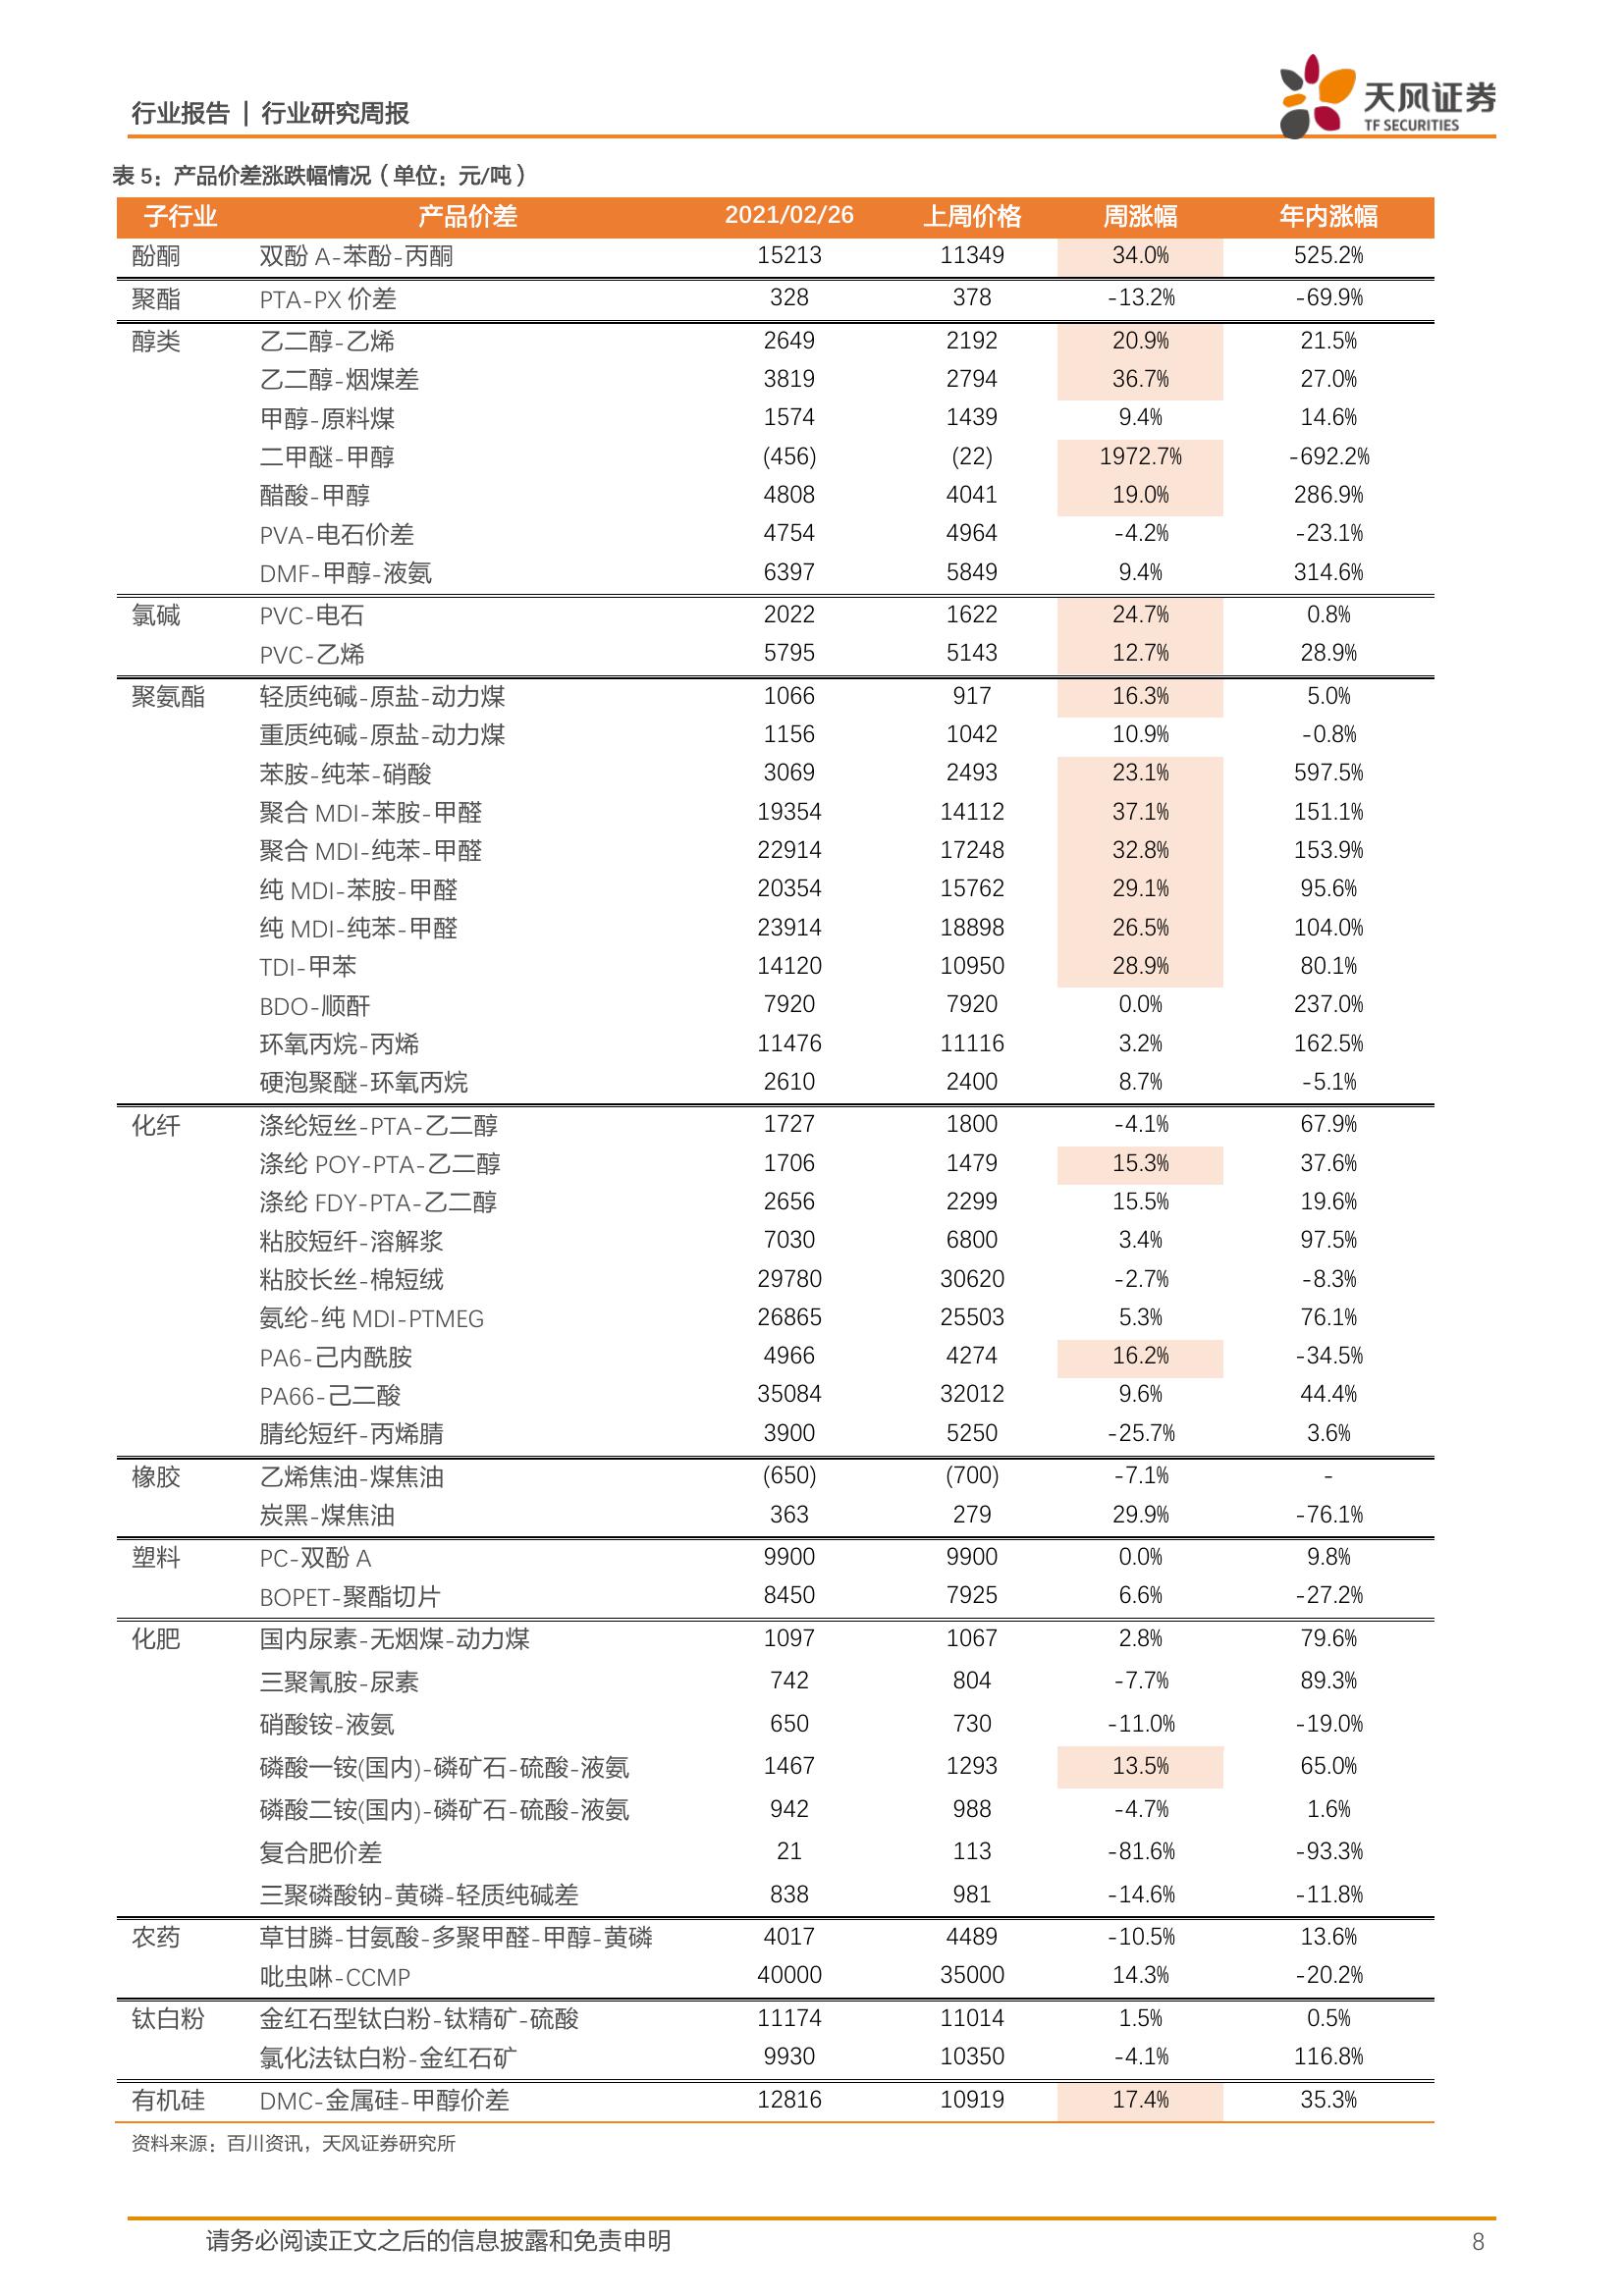 行业报告 | 行业研究周报
天风证券
TF SECURITIES
表 5：产品价差涨跌幅情况（单位：元/吨）
子行业 产品价差 2021/02/26 上周价格 周涨幅 年内涨幅
酚酮 双酚 A-苯酚-丙酮 15213 11349 34.0% 525.2%
聚酯 PTA-PX 价差 328 378 -13.2% -69.9%
醇类 乙二醇-乙烯 2649 2192 20.9% 21.5%
乙二醇-烟煤差 3819 2794 36.7% 27.0%
甲醇-原料煤 1574 1439 9.4% 14.6%
二甲醚-甲醇 (456) (22) 1972.7% -692.2%
醋酸-甲醇 4808 4041 19.0% 286.9%
PVA-电石价差 4754 4964 -4.2% -23.1%
DMF-甲醇-液氨 6397 5849 9.4% 314.6%
氯碱 PVC-电石 2022 1622 24.7% 0.8%
PVC-乙烯 5795 5143 12.7% 28.9%
聚氨酯 轻质纯碱-原盐-动力煤 1066 917 16.3% 5.0%
重质纯碱-原盐-动力煤 1156 1042 10.9% -0.8%
苯胺-纯苯-硝酸 3069 2493 23.1% 597.5%
聚合 MDI-苯胺-甲醛 19354 14112 37.1% 151.1%
聚合 MDI-纯苯-甲醛 22914 17248 32.8% 153.9%
纯 MDI-苯胺-甲醛 20354 15762 29.1% 95.6%
纯 MDI-纯苯-甲醛 23914 18898 26.5% 104.0%
TDI-甲苯 14120 10950 28.9% 80.1%
BDO-顺酐 7920 7920 0.0% 237.0%
环氧丙烷-丙烯 11476 11116 3.2% 162.5%
硬泡聚醚-环氧丙烷 2610 2400 8.7% -5.1%
化纤 涤纶短丝-PTA-乙二醇 1727 1800 -4.1% 67.9%
涤纶 POY-PTA-乙二醇 1706 1479 15.3% 37.6%
涤纶 FDY-PTA-乙二醇 2656 2299 15.5% 19.6%
粘胶短纤-溶解浆 7030 6800 3.4% 97.5%
粘胶长丝-棉短绒 29780 30620 -2.7% -8.3%
氨纶-纯 MDI-PTMEG 26865 25503 5.3% 76.1%
PA6-己内酰胺 4966 4274 16.2% -34.5%
PA66-己二酸 35084 32012 9.6% 44.4%
腈纶短纤-丙烯腈 3900 5250 -25.7% 3.6%
橡胶 乙烯焦油-煤焦油 (650) (700) -7.1% -
炭黑-煤焦油 363 279 29.9% -76.1%
塑料 PC-双酚 A 9900 9900 0.0% 9.8%
BOPET-聚酯切片 8450 7925 6.6% -27.2%
化肥 国内尿素-无烟煤-动力煤 1097 1067 2.8% 79.6%
三聚氰胺-尿素 742 804 -7.7% 89.3%
硝酸铵-液氨 650 730 -11.0% -19.0%
磷酸一铵(国内)-磷矿石-硫酸-液氨 1467 1293 13.5% 65.0%
磷酸二铵(国内)-磷矿石-硫酸-液氨 942 988 -4.7% 1.6%
复合肥价差 21 113 -81.6% -93.3%
三聚磷酸钠-黄磷-轻质纯碱差 838 981 -14.6% -11.8%
农药 草甘膦-甘氨酸-多聚甲醛-甲醇-黄磷 4017 4489 -10.5% 13.6%
吡虫啉-CCMP 40000 35000 14.3% -20.2%
钛白粉 金红石型钛白粉-钛精矿-硫酸 11174 11014 1.5% 0.5%
氯化法钛白粉-金红石矿 9930 10350 -4.1% 116.8%
有机硅 DMC-金属硅-甲醇价差 12816 10919 17.4% 35.3%
资料来源：百川资讯，天风证券研究所
请务必阅读正文之后的信息披露和免责申明 8